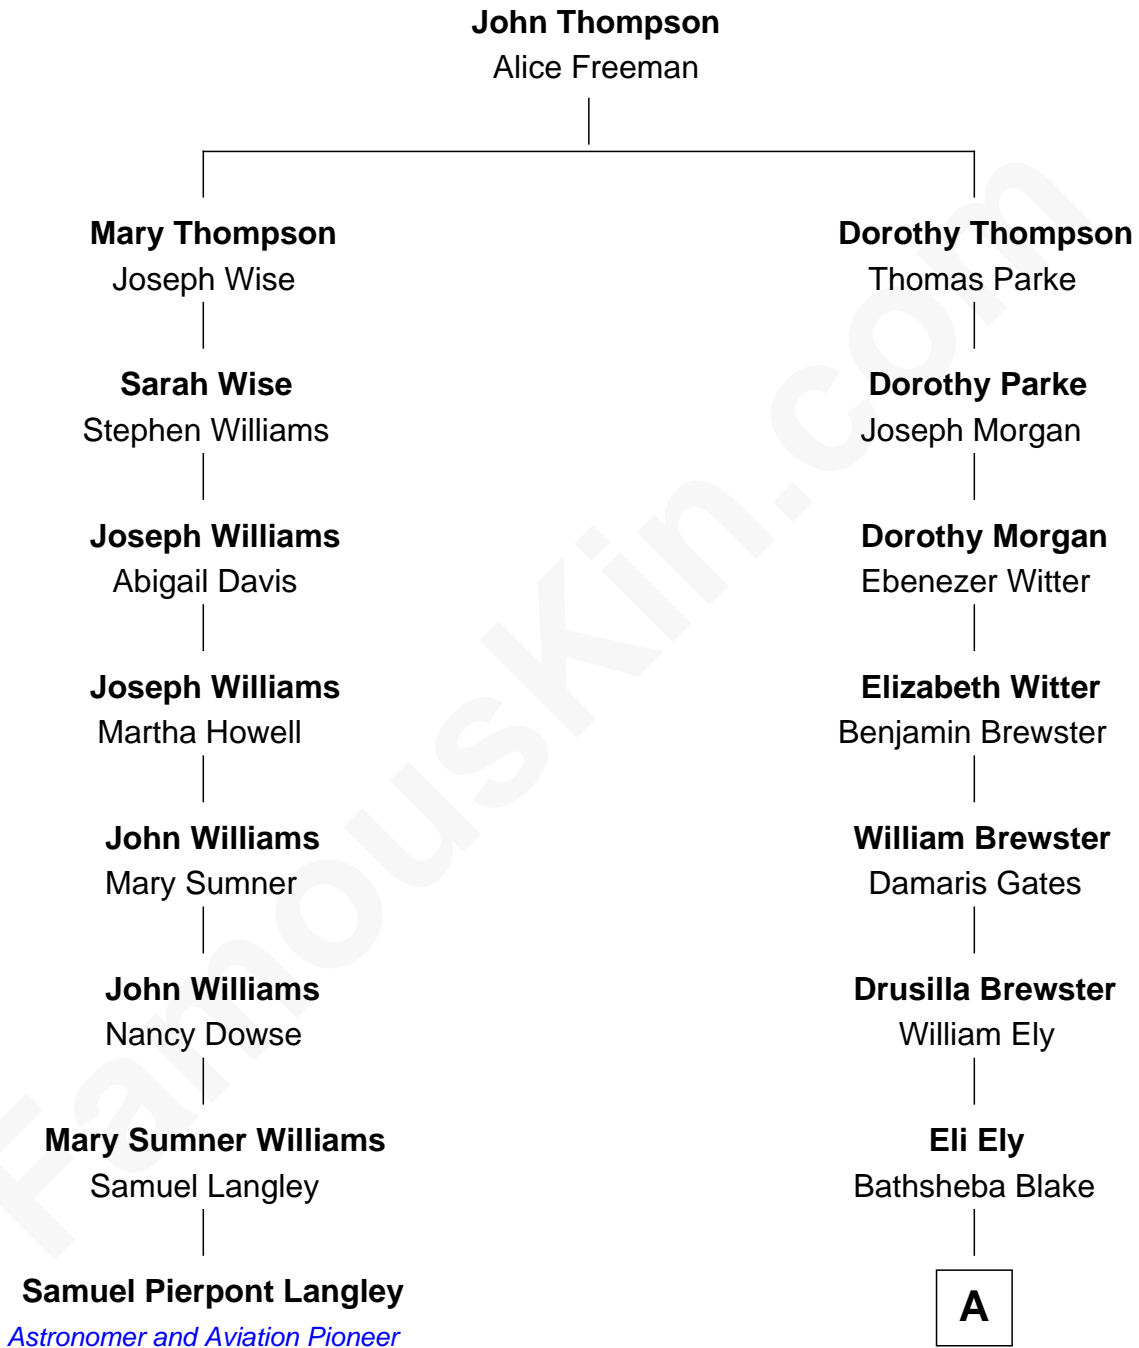 John Thompson
Alice Freeman
Mary Thompson
Joseph Wise
Sarah Wise
Stephen Williams
Joseph Williams
Abigail Davis
Joseph Williams
Martha Howell
John Williams
Mary Sumner
John Williams
Nancy Dowse
Mary Sumner Williams
Samuel Langley
Samuel Pierpont Langley
Astronomer and Aviation Pioneer
Dorothy Thompson
Thomas Parke
Dorothy Parke
Joseph Morgan
Dorothy Morgan
Ebenezer Witter
Elizabeth Witter
Benjamin Brewster
William Brewster
Damaris Gates
Drusilla Brewster
William Ely
Eli Ely
Bathsheba Blake
A
FamousKin.com